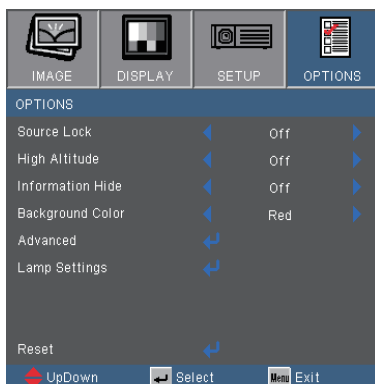 IMAGE DISPLAY SETUP OPTIONS
OPTIONS
Source Lock Off
High Altitude Off
Information Hide Off
Background Color Red
Advanced
Lamp Settings
Reset
UpDown Select Menu Exit